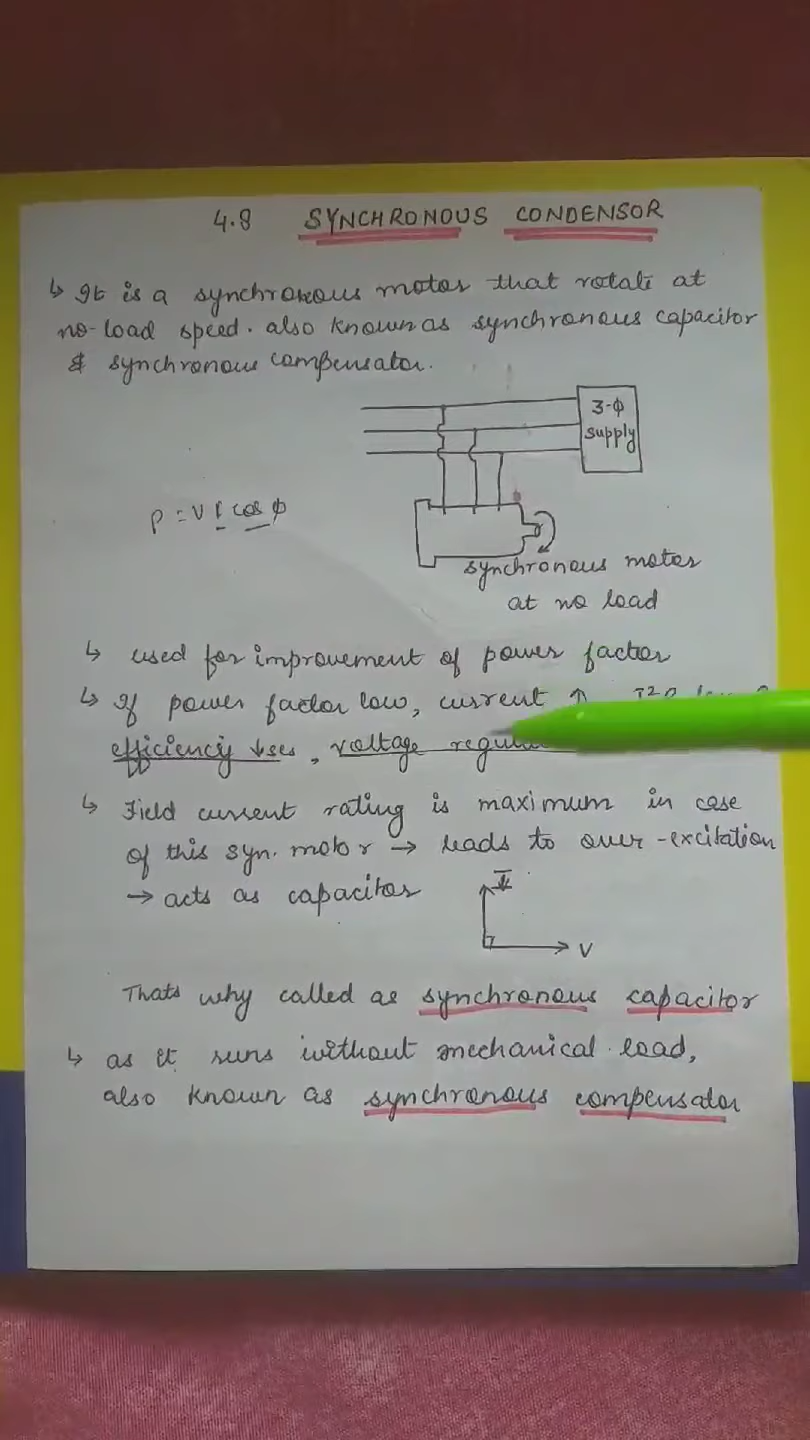 4.8 SYNCHRONOUS CONDENSOR
↳ It is a synchronous motor that rotate at
no-load speed. also known as synchronous capacitor
& synchronous compensator.
3-ϕ
supply
P = V I cos ϕ
synchronous motor
at no load
↳ used for improvement of power factor
↳ If power factor low, current ↑
efficiency ↓ses, voltage
↳ Field current rating is maximum in case
of this syn. motor → leads to over-excitation
→ acts as capacitor
I
V
Thats why called as synchronous capacitor
↳ as it runs without mechanical load,
also known as synchronous compensator